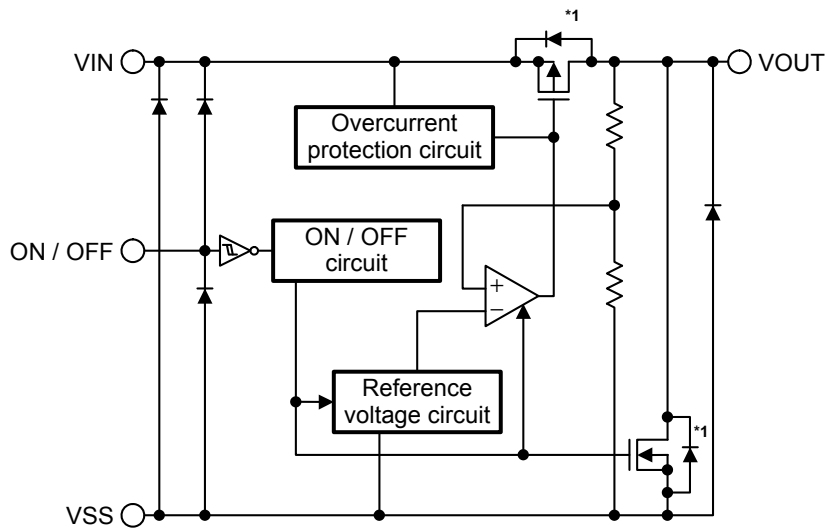 *1
VIN
VOUT
Overcurrent
protection circuit
ON / OFF
ON / OFF
circuit
+
−
Reference
voltage circuit
*1
VSS